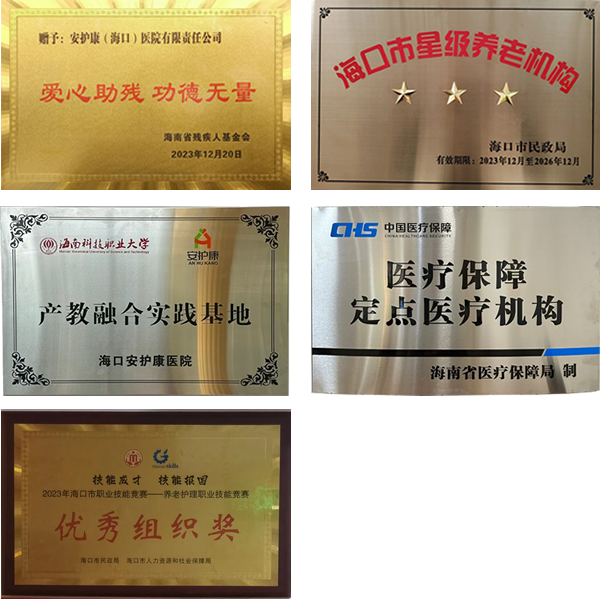 赠予：安护康（海口）医院有限责任公司
爱心助残 功德无量
海南省残疾人基金会
2023年12月20日
海口市星级养老机构
海口市民政局
有效期限：2023年12月至2026年12月
海南科技职业大学
Hainan Vocational University of Science and Technology
安护康
AN HU KANG
产教融合实践基地
海口安护康医院
CHS 中国医疗保障
CHINA HEALTHCARE SECURITY
医疗保障
定点医疗机构
海南省医疗保障局 制
技能成才 技能报国
2023年海口市职业技能竞赛——养老护理职业技能竞赛
优秀组织奖
海口市民政局 海口市人力资源和社会保障局